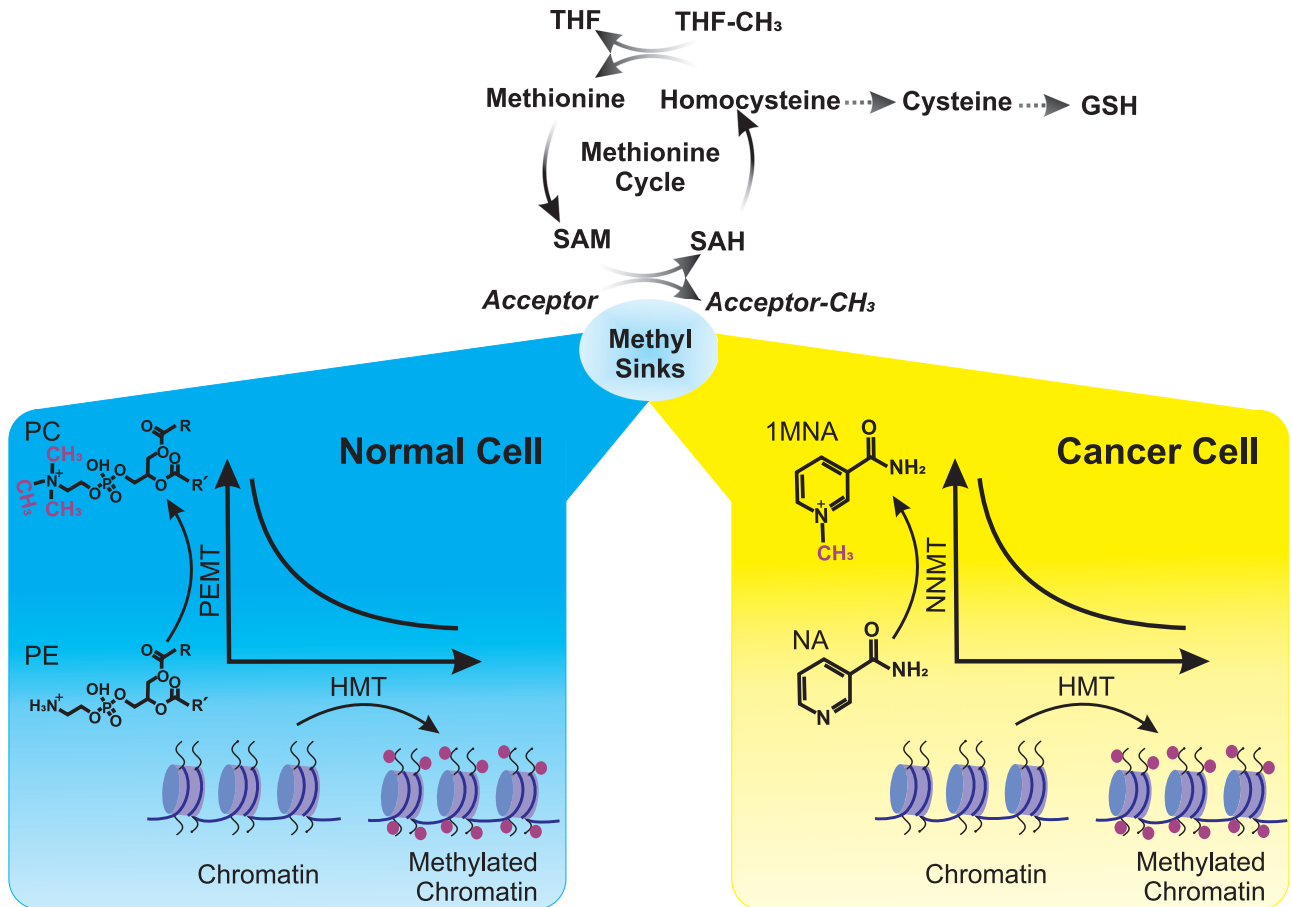 THF THF-CH₃
Methionine Homocysteine Cysteine GSH
Methionine
Cycle
SAM SAH
Acceptor Acceptor-CH₃
Methyl
Sinks
Normal Cell
PC
CH₃
CH₃
CH₃
N
+
O
P
OH
O
O
O
R
O
O
R′
PEMT
PE
H₃N
+
O
P
OH
O
O
O
R
O
O
R′
HMT
Chromatin
Methylated
Chromatin
Cancer Cell
1MNA
O
NH₂
N
+
CH₃
NNMT
NA
O
NH₂
N
HMT
Chromatin
Methylated
Chromatin